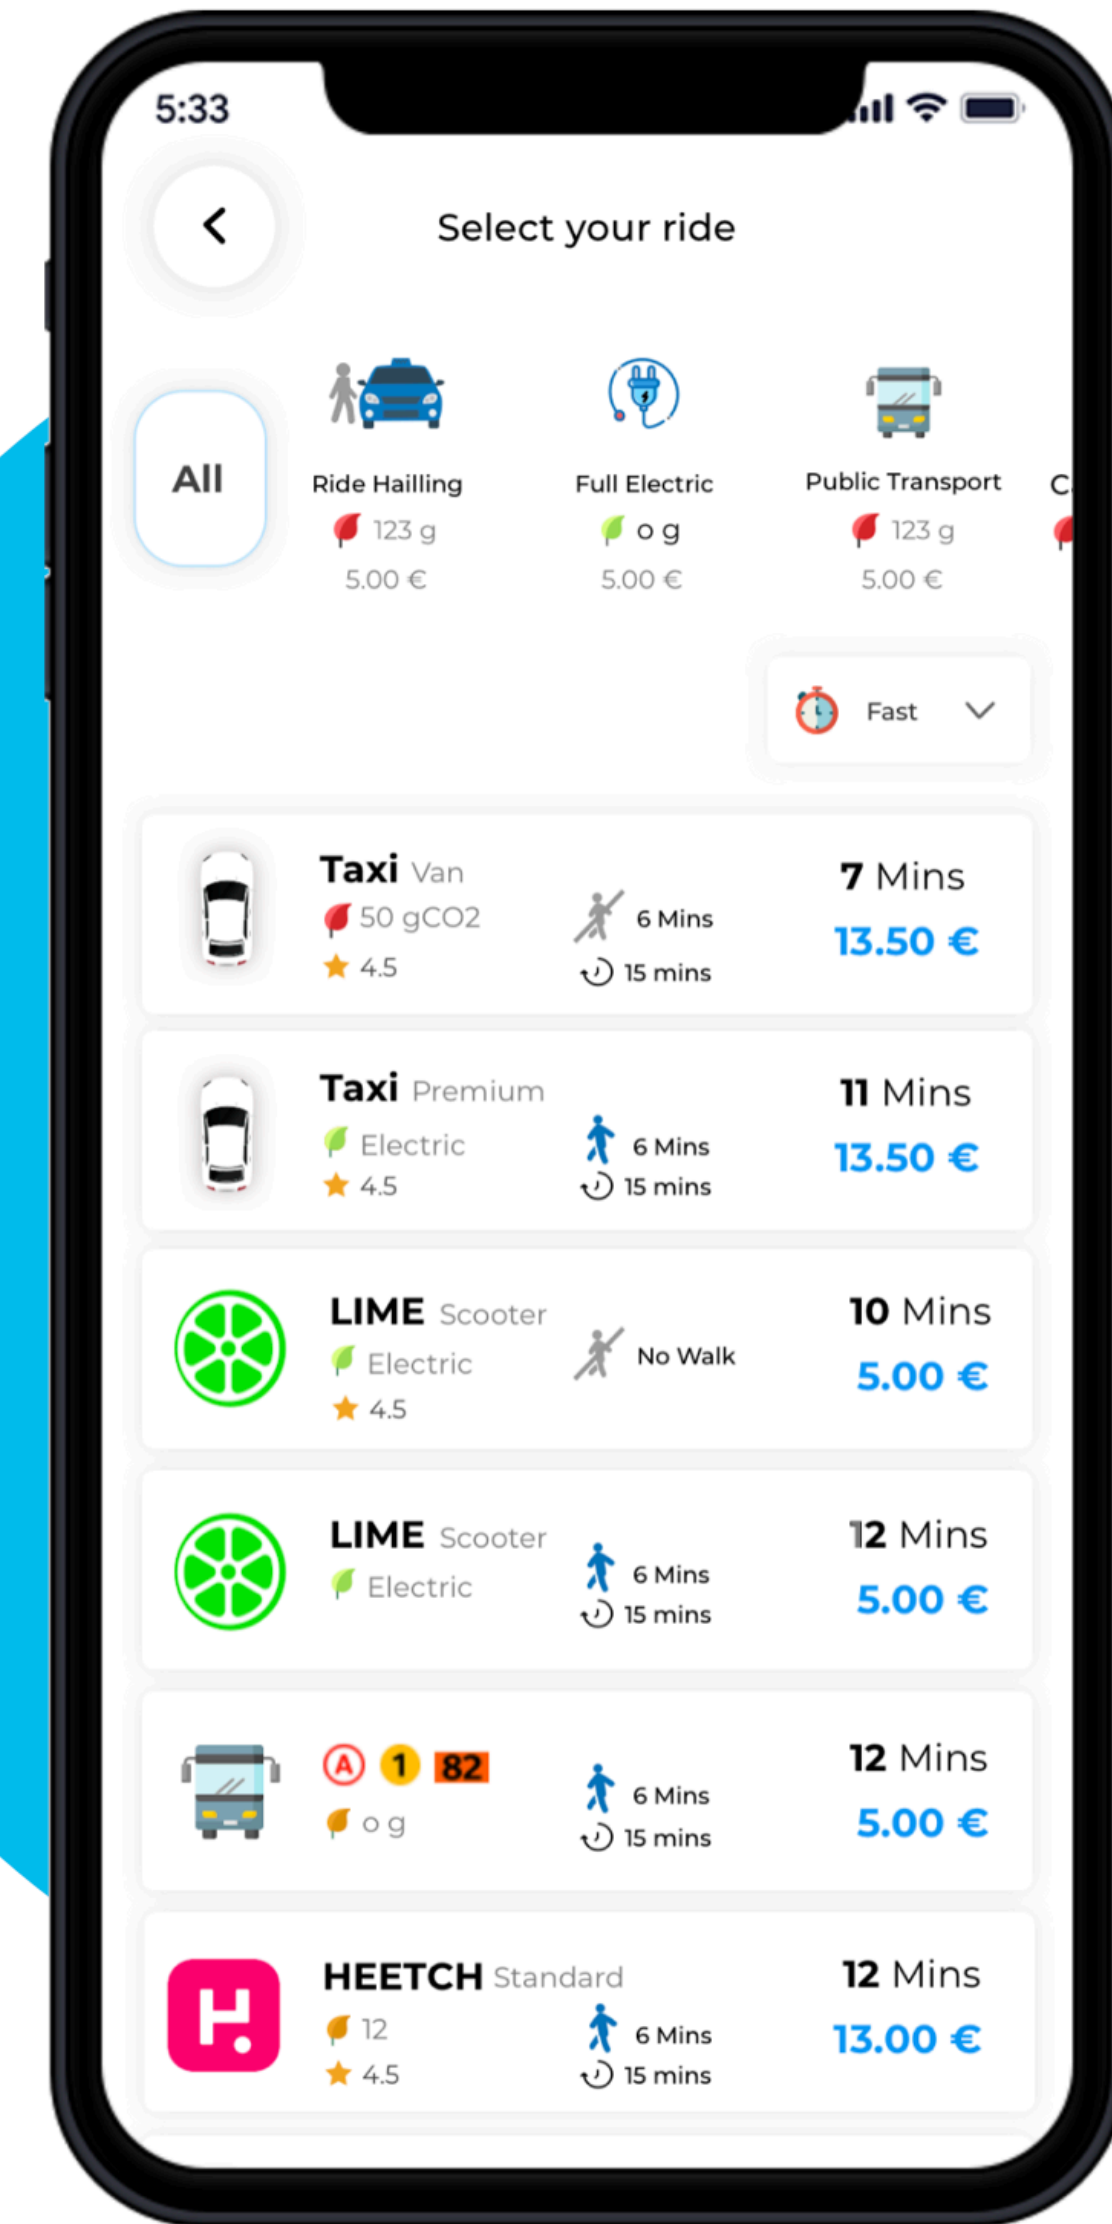 5:33
Select your ride
All
Ride Hailling
123 g
5.00 €
Full Electric
o g
5.00 €
Public Transport
123 g
5.00 €
C
Fast
Taxi Van
50 gCO2
4.5
6 Mins
15 mins
7 Mins
13.50 €
Taxi Premium
Electric
4.5
6 Mins
15 mins
11 Mins
13.50 €
LIME Scooter
Electric
4.5
No Walk
10 Mins
5.00 €
LIME Scooter
Electric
6 Mins
15 mins
12 Mins
5.00 €
A 1 82
o g
6 Mins
15 mins
12 Mins
5.00 €
H.
HEETCH Standard
12
4.5
6 Mins
15 mins
12 Mins
13.00 €